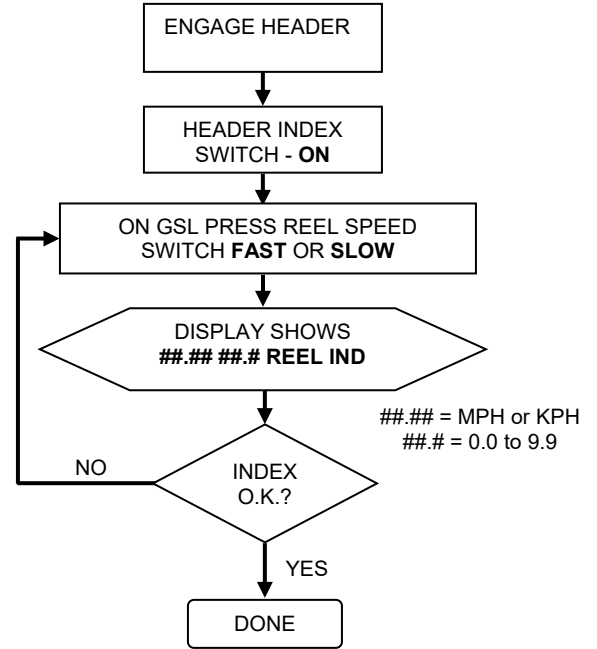 ENGAGE HEADER
HEADER INDEX
SWITCH - ON
ON GSL PRESS REEL SPEED
SWITCH FAST OR SLOW
DISPLAY SHOWS
##.## ##.# REEL IND
##.## = MPH or KPH
##.# = 0.0 to 9.9
NO
INDEX
O.K.?
YES
DONE